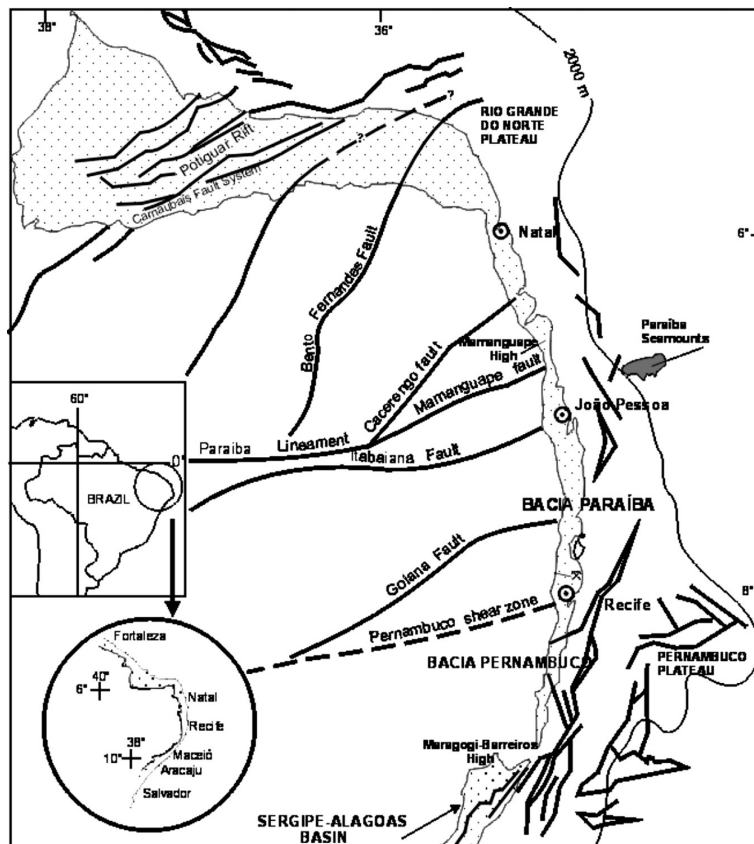 38°
36°
2000 m
RIO GRANDE
DO NORTE
PLATEAU
?
?
Potiguar Rift
Carnaubais Fault System
Natal
6°
Bento Fernandes Fault
Cacerengo fault
Mamanguape
High
Mamanguape fault
Paraíba
Seamounts
João Pessoa
Paraiba Lineament
Itabaiana Fault
60°
0°
BRAZIL
BACIA PARAÍBA
Goiana Fault
K
8°
Recife
Pernambuco shear zone
BACIA PERNAMBUCO
PERNAMBUCO
PLATEAU
Fortaleza
40°
6°
Natal
Recife
38°
10°
Maceió
Aracaju
Salvador
Maragogi-Barreiros
High
SERGIPE-ALAGOAS
BASIN